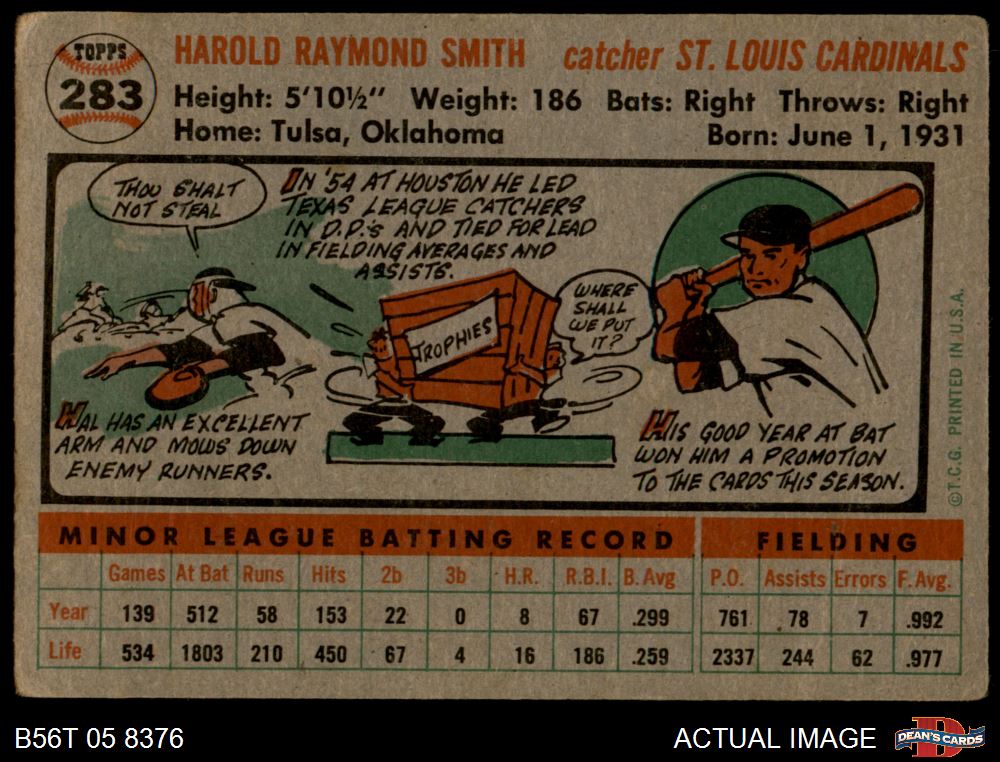 TOPPS
283
HAROLD RAYMOND SMITH catcher ST. LOUIS CARDINALS
Height: 5'10½" Weight: 186 Bats: Right Throws: Right
Home: Tulsa, Oklahoma Born: June 1, 1931
THOU SHALT
NOT STEAL
IN '54 AT HOUSTON HE LED
TEXAS LEAGUE CATCHERS
IN D.P.'s AND TIED FOR LEAD
IN FIELDING AVERAGES AND
ASSISTS.
TROPHIES
WHERE
SHALL
WE PUT
IT?
HAL HAS AN EXCELLENT
ARM AND MOWS DOWN
ENEMY RUNNERS.
HIS GOOD YEAR AT BAT
WON HIM A PROMOTION
TO THE CARDS THIS SEASON.
©T.C.G. PRINTED IN U.S.A.
MINOR LEAGUE BATTING RECORD FIELDING
Games At Bat Runs Hits 2b 3b H.R. R.B.I. B. Avg P.O. Assists Errors F. Avg.
Year 139 512 58 153 22 0 8 67 .299 761 78 7 .992
Life 534 1803 210 450 67 4 16 186 .259 2337 244 62 .977
B56T 05 8376 ACTUAL IMAGE DEAN'S CARDS